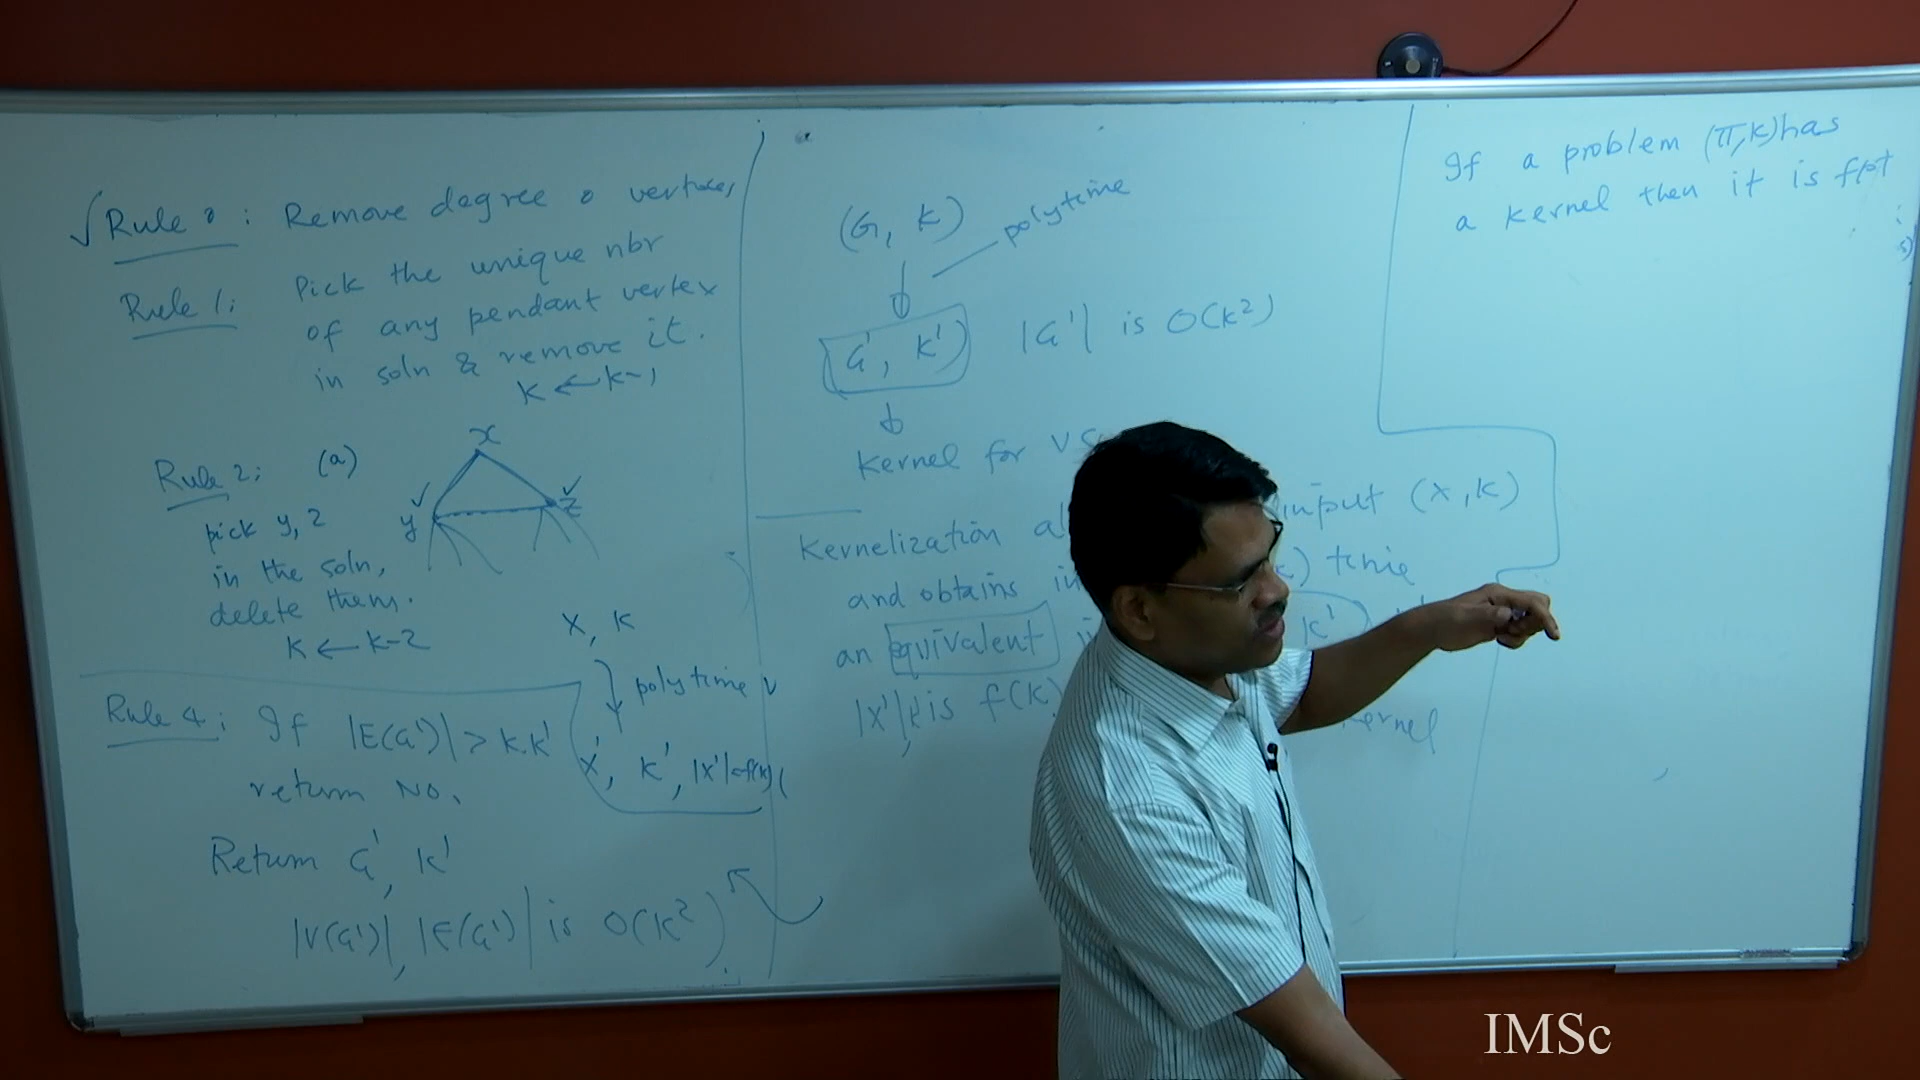 √Rule 0: Remove degree 0 vertices,
Rule 1: Pick the unique nbr
of any pendant vertex
in soln & remove it.
K ← K-1
Rule 2: (a)
x
y
z
pick y, z
in the soln,
delete them.
K ← K-2
Rule 4: If |E(G')| > K.K'
return NO.
Return G', K'
|V(G')|, |E(G')| is O(K²)
X, K
polytime
X', K', |X'|≤f(K)
(G, K)
polytime
G', K') |G'| is O(K²)
Kernel for VS
Kernelization input (X, K)
and obtains time
an equivalent K'
|X'|, K' is f(K) kernel
If a problem (π, K) has
a kernel then it is fpt
IMSc